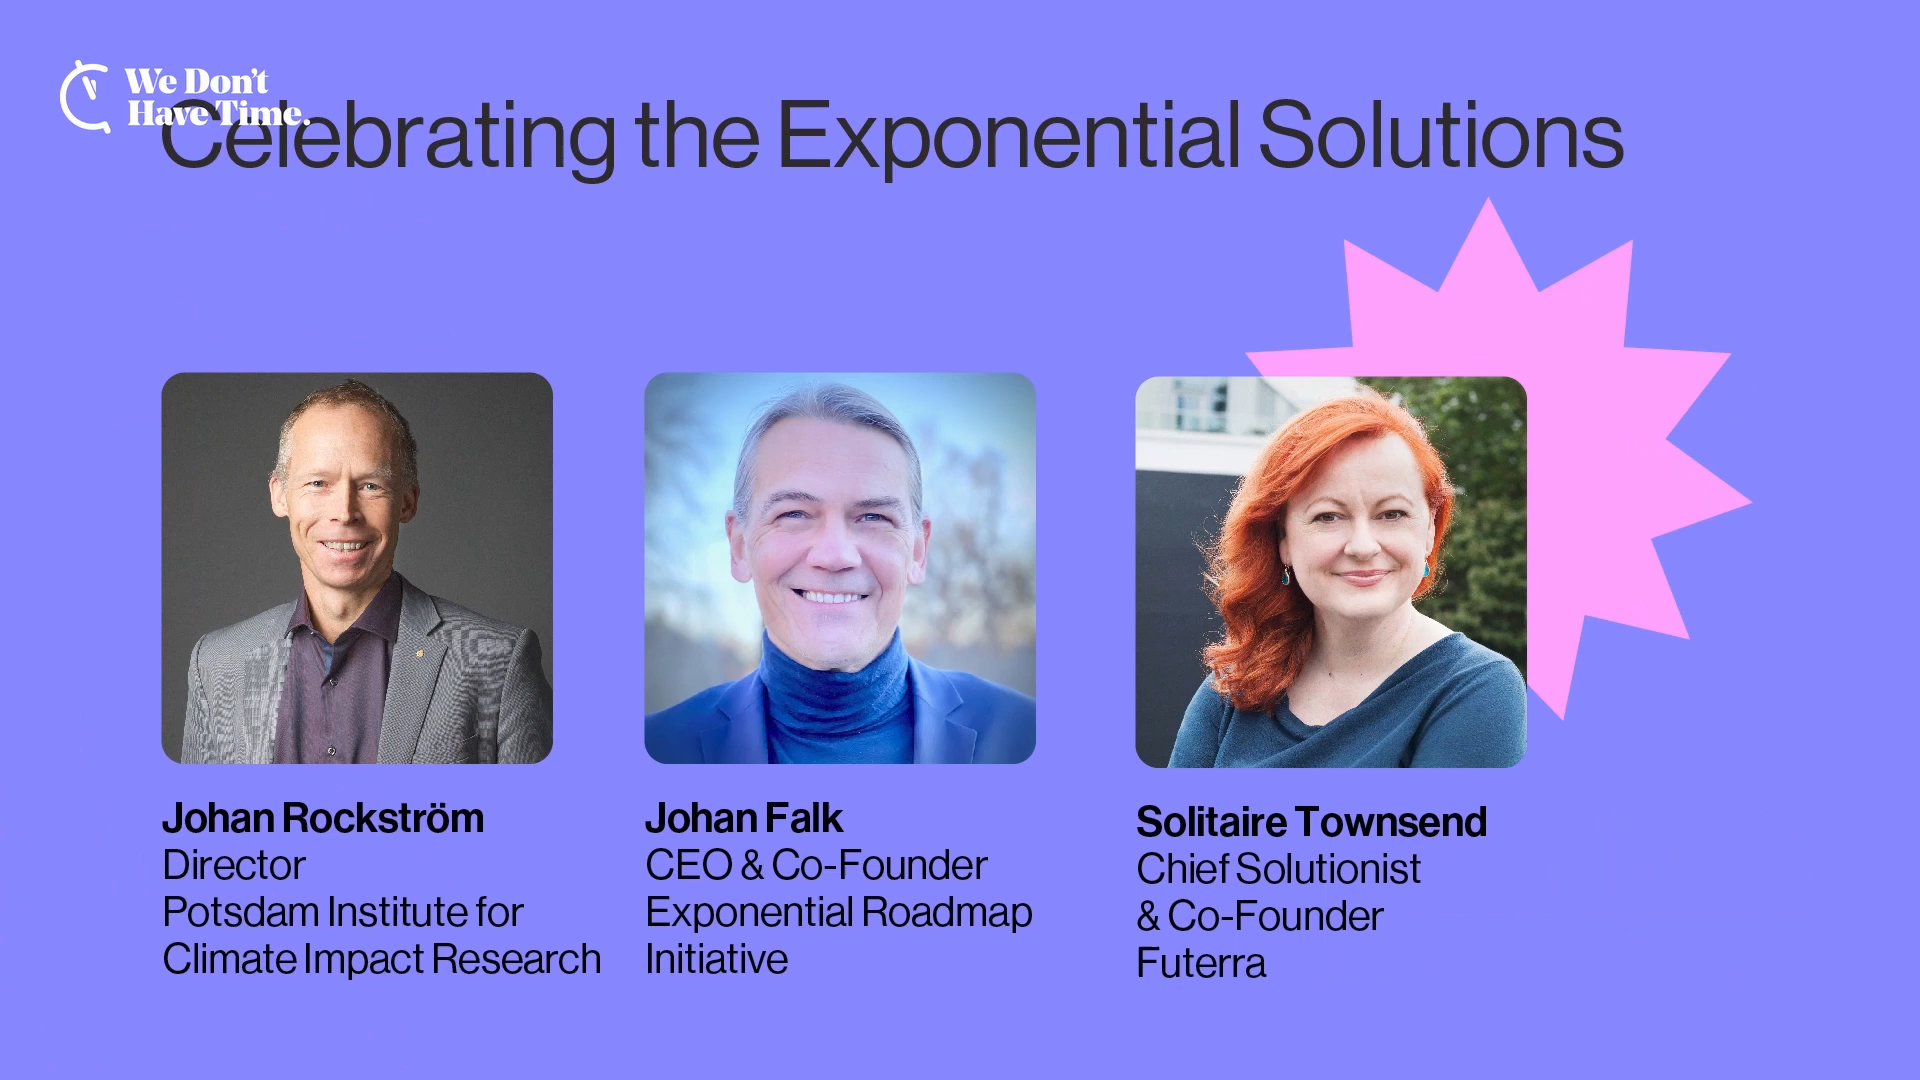 We Don't
Have Time.
Celebrating the Exponential Solutions
Johan Rockström
Director
Potsdam Institute for
Climate Impact Research
Johan Falk
CEO & Co-Founder
Exponential Roadmap
Initiative
Solitaire Townsend
Chief Solutionist
& Co-Founder
Futerra